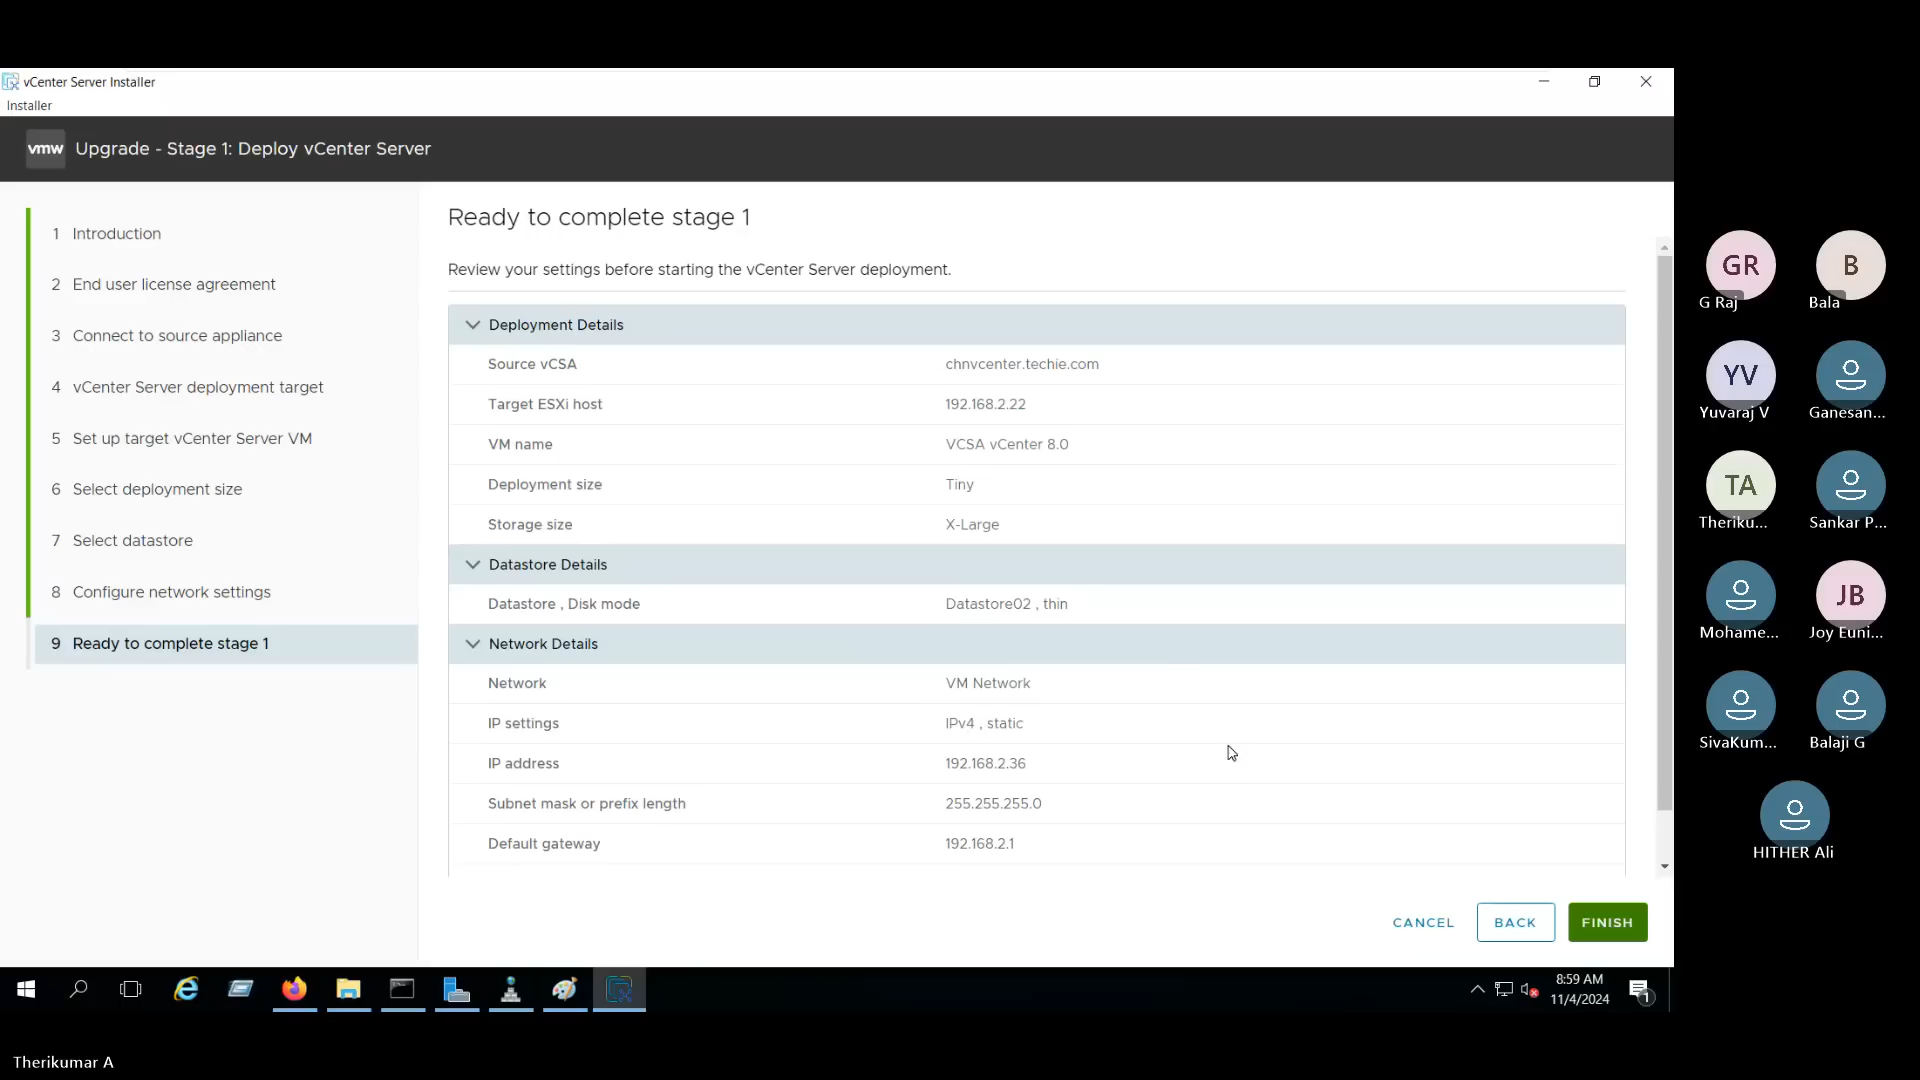 vCenter Server Installer
Installer
vmw Upgrade - Stage 1: Deploy vCenter Server
1 Introduction
2 End user license agreement
3 Connect to source appliance
4 vCenter Server deployment target
5 Set up target vCenter Server VM
6 Select deployment size
7 Select datastore
8 Configure network settings
9 Ready to complete stage 1
Ready to complete stage 1
Review your settings before starting the vCenter Server deployment.
Deployment Details
Source vCSA chnvcenter.techie.com
Target ESXi host 192.168.2.22
VM name VCSA vCenter 8.0
Deployment size Tiny
Storage size X-Large
Datastore Details
Datastore , Disk mode Datastore02 , thin
Network Details
Network VM Network
IP settings IPv4 , static
IP address 192.168.2.36
Subnet mask or prefix length 255.255.255.0
Default gateway 192.168.2.1
CANCEL BACK FINISH
GR B
G Raj Bala
YV
Yuvaraj V Ganesan...
TA
Theriku... Sankar P...
JB
Mohame... Joy Euni...
SivaKum... Balaji G
HITHER Ali
8:59 AM
11/4/2024
1
Therikumar A